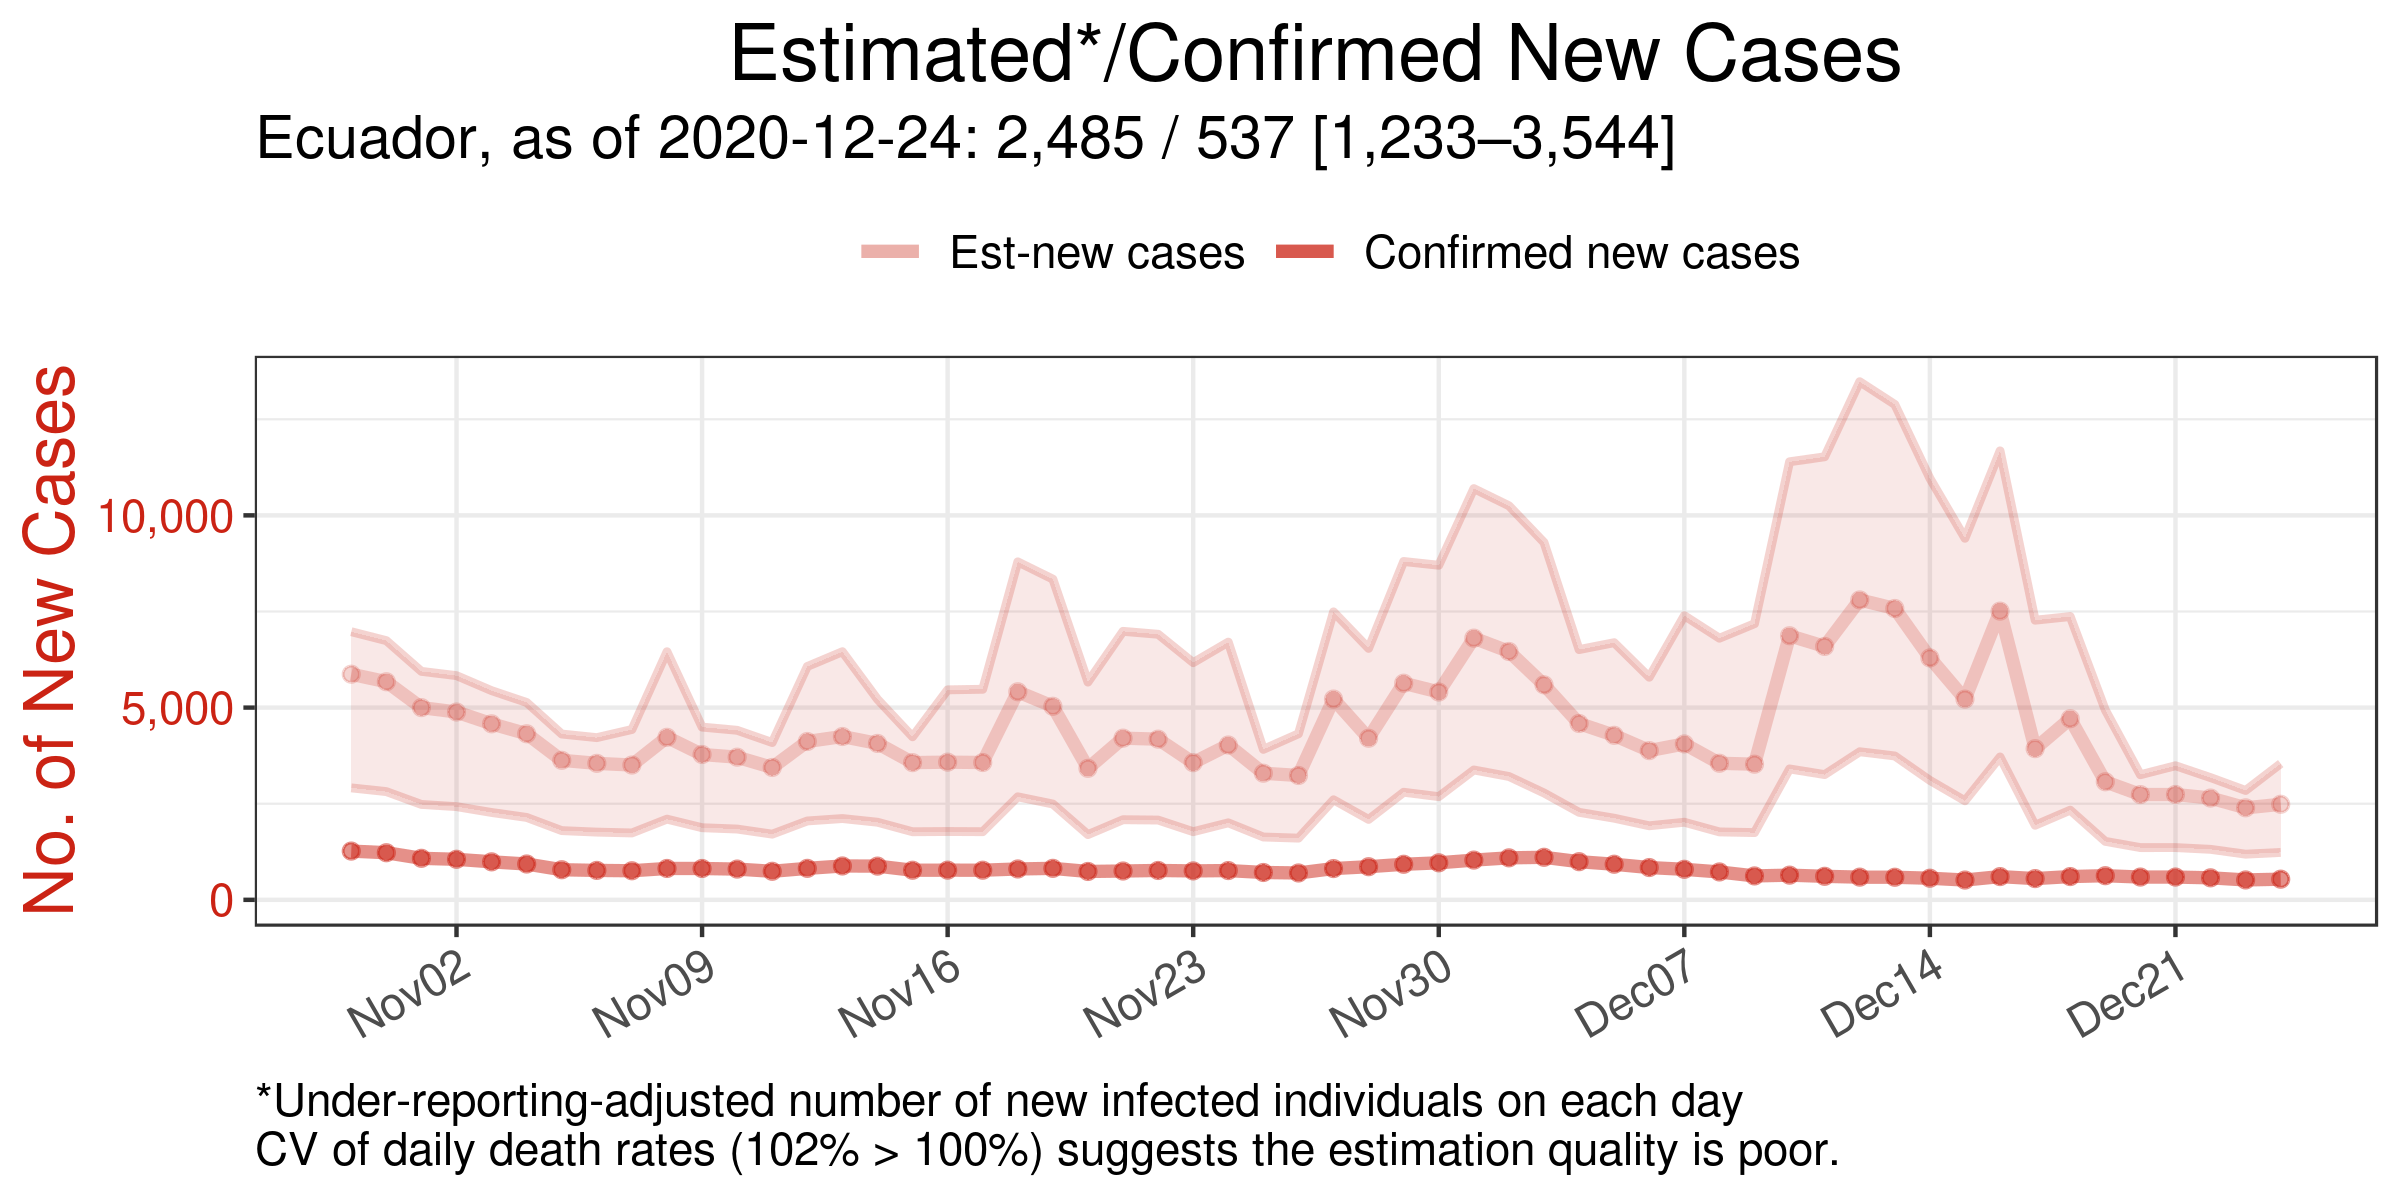 Estimated*/Confirmed New Cases
Ecuador, as of 2020-12-24: 2,485 / 537 [1,233–3,544]
Est-new cases Confirmed new cases
No. of New Cases
10,000
5,000
0
Nov02 Nov09 Nov16 Nov23 Nov30 Dec07 Dec14 Dec21
*Under-reporting-adjusted number of new infected individuals on each day
CV of daily death rates (102% > 100%) suggests the estimation quality is poor.